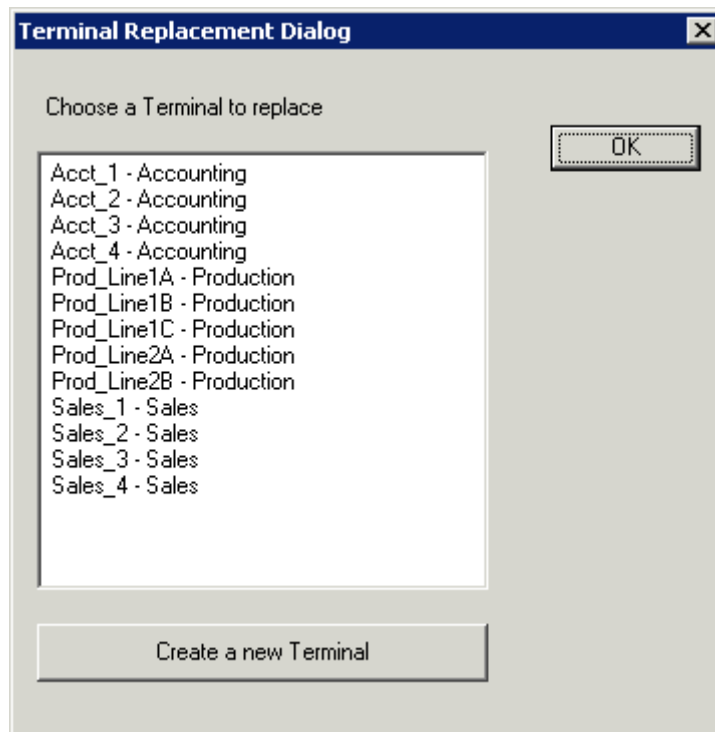 Terminal Replacement Dialog
Choose a Terminal to replace
OK
Acct_1 - Accounting
Acct_2 - Accounting
Acct_3 - Accounting
Acct_4 - Accounting
Prod_Line1A - Production
Prod_Line1B - Production
Prod_Line1C - Production
Prod_Line2A - Production
Prod_Line2B - Production
Sales_1 - Sales
Sales_2 - Sales
Sales_3 - Sales
Sales_4 - Sales
Create a new Terminal